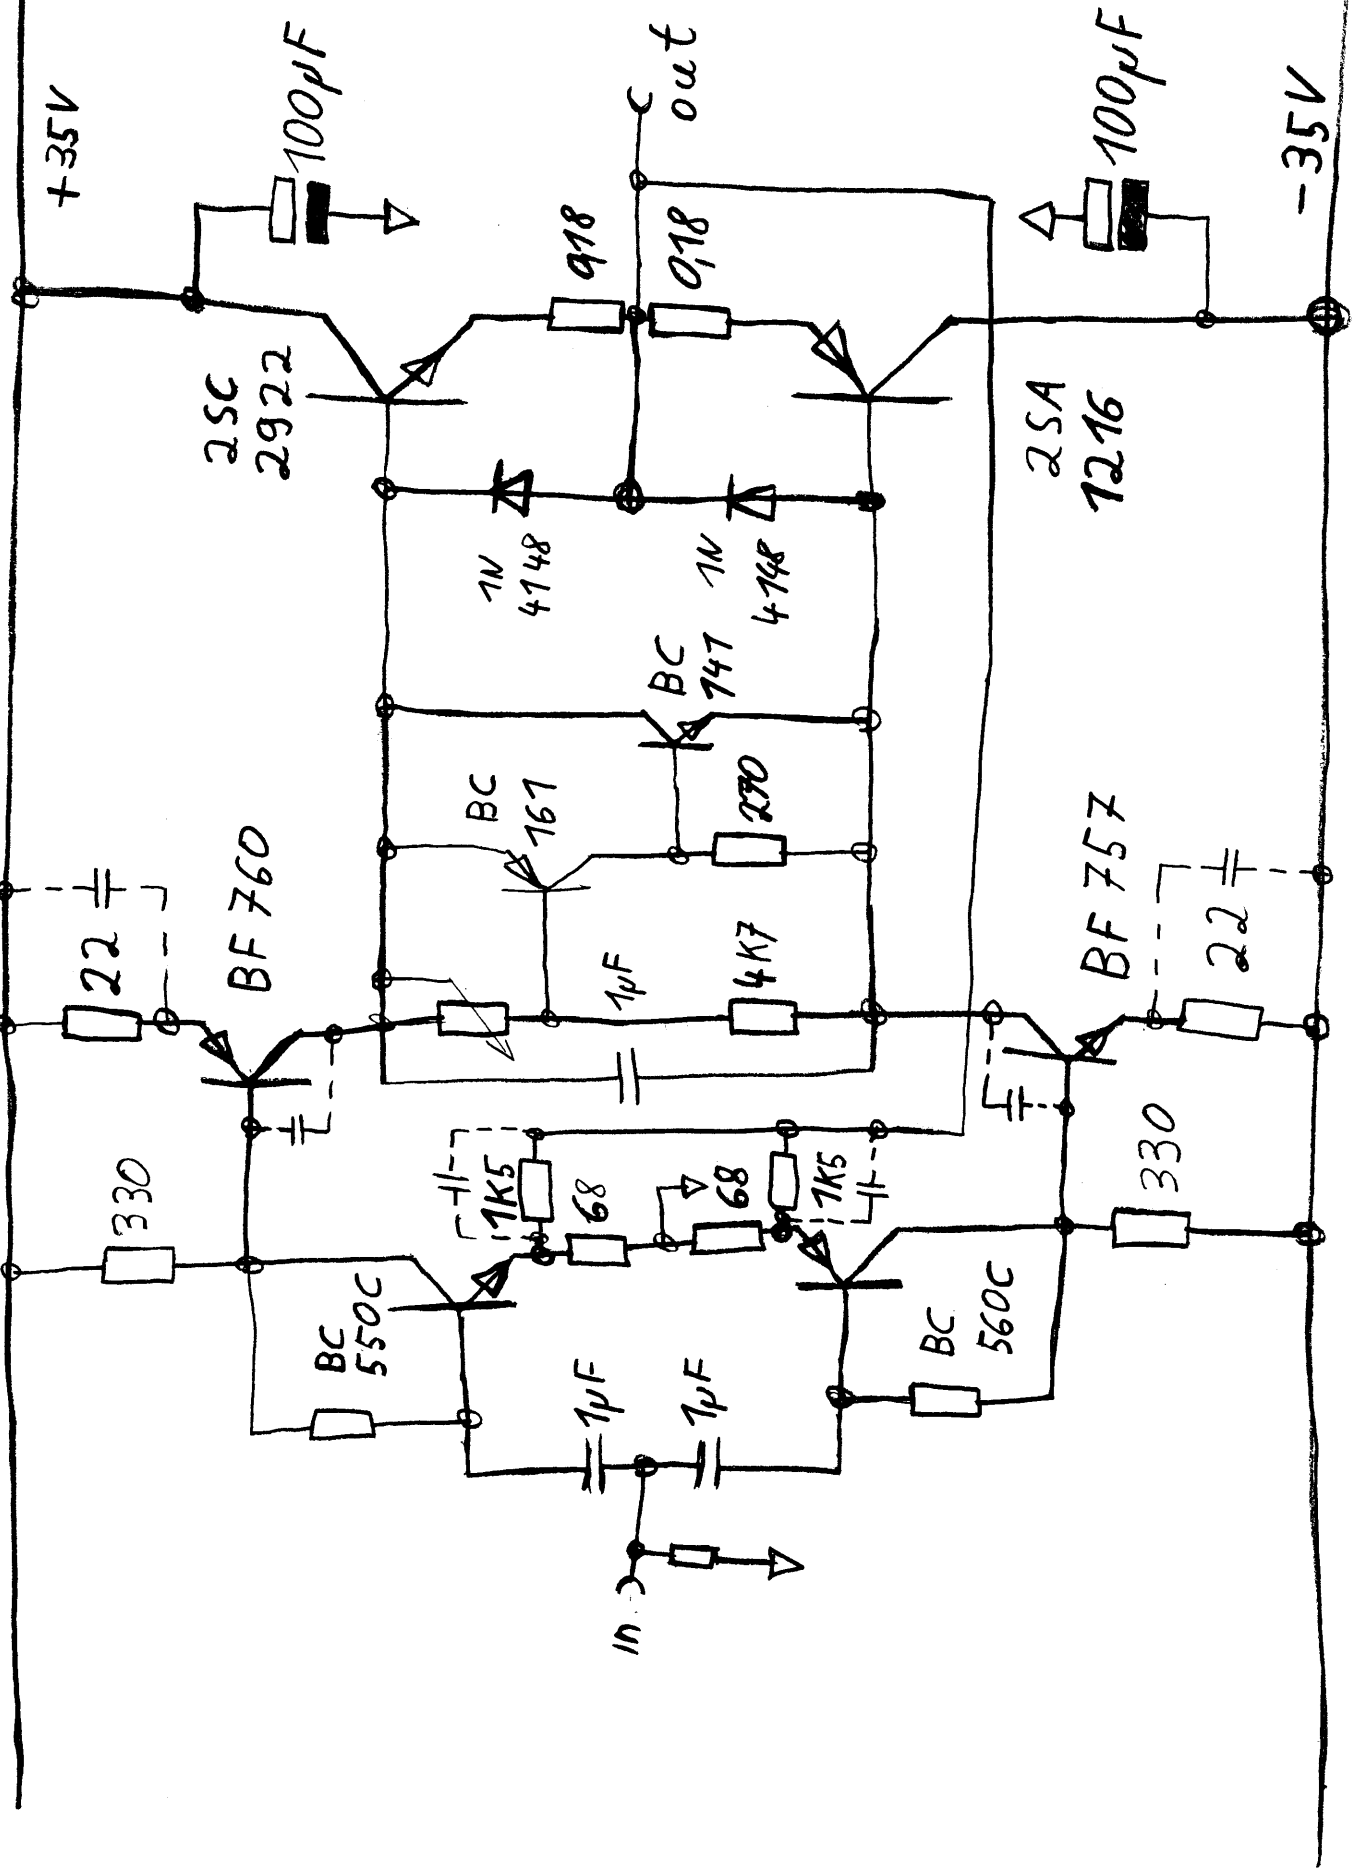 +35V
22
330
100µF
BF760
2SC
2922
BC
550C
1K5
68
BC
161
1N
4148
0,18
In
1µF
1µF
1µF
BC
141
out
0,18
68
4K7
270
1N
4148
1K5
BC
560C
2SA
1216
BF757
330
22
100µF
-35V